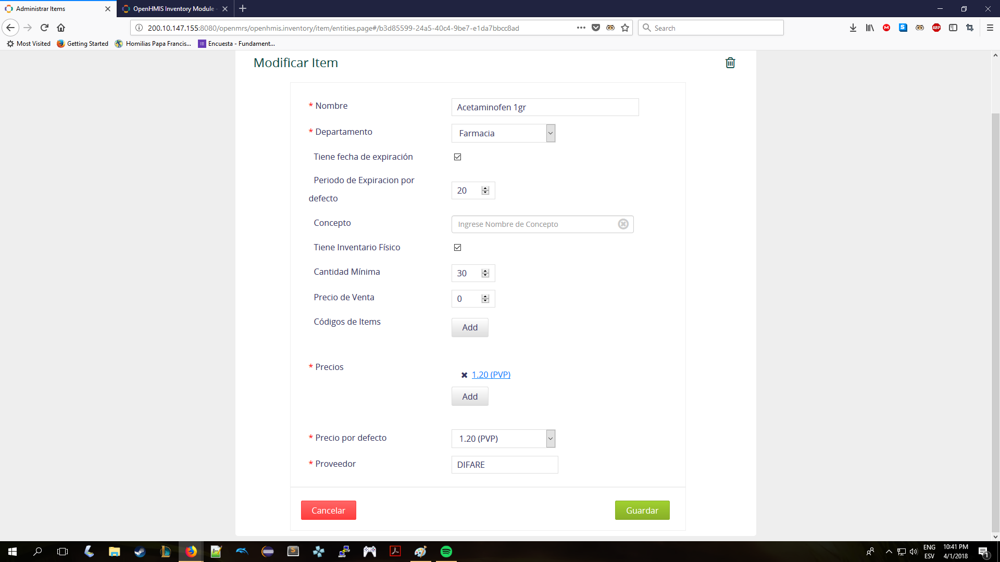 Administrar Items
OpenHMIS Inventory Module -
200.10.147.155:8080/openmrs/openhmis.inventory/item/entities.page#/b3d85599-24a5-40c4-9be7-e1da7bbcc8ad
Search
Most Visited
Getting Started
Homilias Papa Francis...
Encuesta - Fundament...
Modificar Item
* Nombre
Acetaminofen 1gr
* Departamento
Farmacia
Tiene fecha de expiración
Periodo de Expiracion por
defecto
20
Concepto
Ingrese Nombre de Concepto
Tiene Inventario Físico
Cantidad Mínima
30
Precio de Venta
0
Códigos de Items
Add
* Precios
1.20 (PVP)
Add
* Precio por defecto
1.20 (PVP)
* Proveedor
DIFARE
Cancelar
Guardar
ENG
ESV
10:41 PM
4/1/2018
1